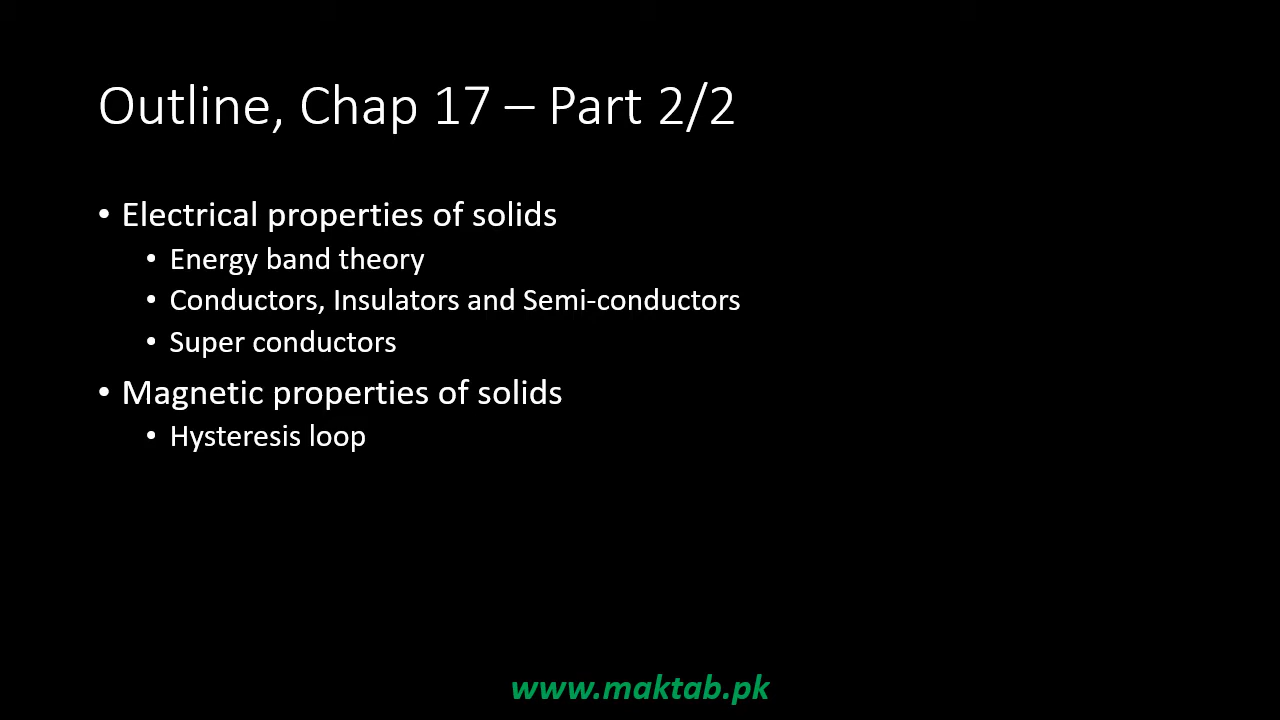 Outline, Chap 17 – Part 2/2
• Electrical properties of solids
• Energy band theory
• Conductors, Insulators and Semi-conductors
• Super conductors
• Magnetic properties of solids
• Hysteresis loop
www.maktab.pk